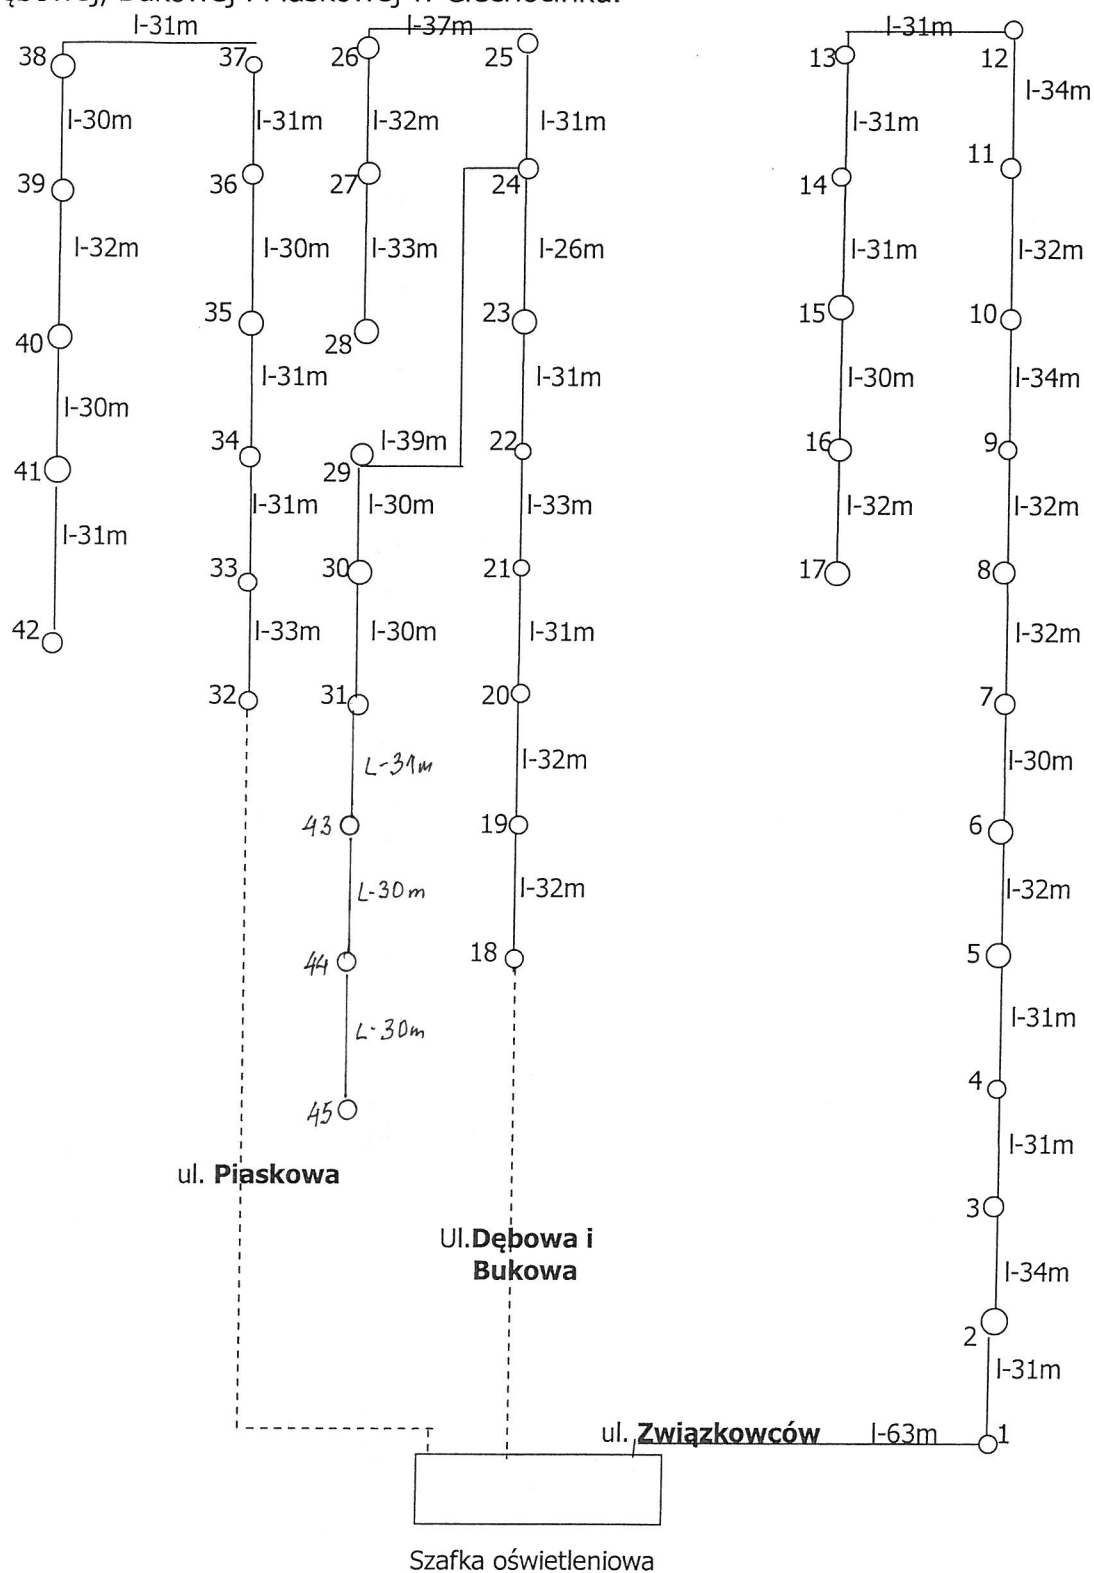 Bukowej i Piaskowej w Ciechocinku.
l-31m l-37m l-31m
38 37 26 25 13 12
l-34m
l-30m l-31m l-32m l-31m l-31m
39 36 27 24 14 11
l-32m l-30m l-33m l-26m l-31m l-32m
35 23 15 10
40 28
l-30m l-31m l-31m l-30m l-34m
34 l-39m 22 16 9
41 29
l-31m l-31m l-30m l-33m l-32m l-32m
33 30 21 17 8
42 l-33m l-30m l-31m l-32m
32 31 20 7
L-31m l-32m l-30m
43 19 6
L-30m l-32m l-32m
44 18 5
L-30m l-31m
4
45
l-31m
ul. Piaskowa
3
Ul.Dębowa i
Bukowa l-34m
2
l-31m
ul. Związkowców l-63m 1
Szafka oświetleniowa